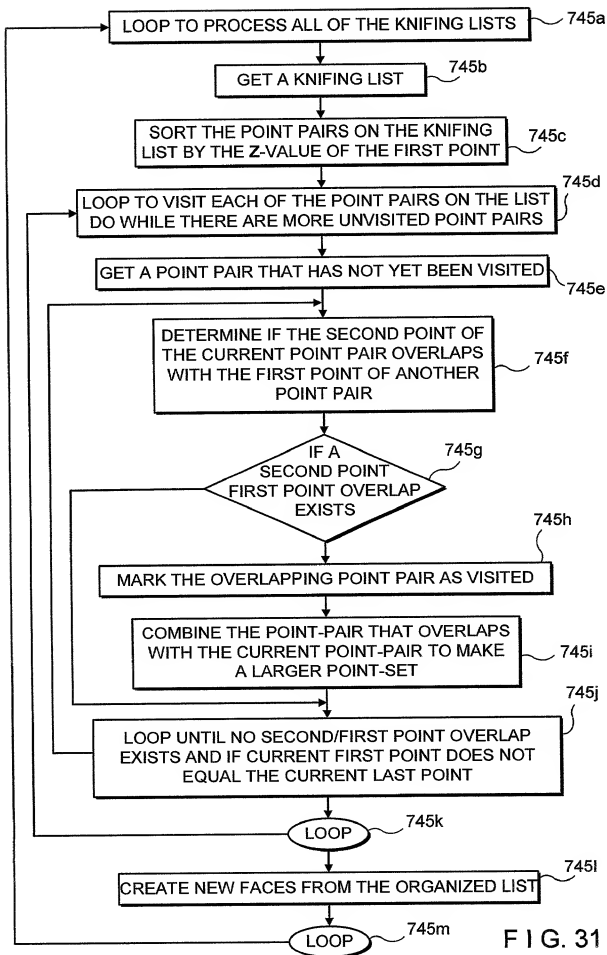 LOOP TO PROCESS ALL OF THE KNIFING LISTS
745a
GET A KNIFING LIST
745b
SORT THE POINT PAIRS ON THE KNIFING
LIST BY THE Z-VALUE OF THE FIRST POINT
745c
LOOP TO VISIT EACH OF THE POINT PAIRS ON THE LIST
DO WHILE THERE ARE MORE UNVISITED POINT PAIRS
745d
GET A POINT PAIR THAT HAS NOT YET BEEN VISITED
745e
DETERMINE IF THE SECOND POINT OF
THE CURRENT POINT PAIR OVERLAPS
WITH THE FIRST POINT OF ANOTHER
POINT PAIR
745f
IF A
SECOND POINT
FIRST POINT OVERLAP
EXISTS
745g
MARK THE OVERLAPPING POINT PAIR AS VISITED
745h
COMBINE THE POINT-PAIR THAT OVERLAPS
WITH THE CURRENT POINT-PAIR TO MAKE
A LARGER POINT-SET
745i
LOOP UNTIL NO SECOND/FIRST POINT OVERLAP
EXISTS AND IF CURRENT FIRST POINT DOES NOT
EQUAL THE CURRENT LAST POINT
745j
LOOP
745k
CREATE NEW FACES FROM THE ORGANIZED LIST
745l
LOOP
745m
F I G. 31